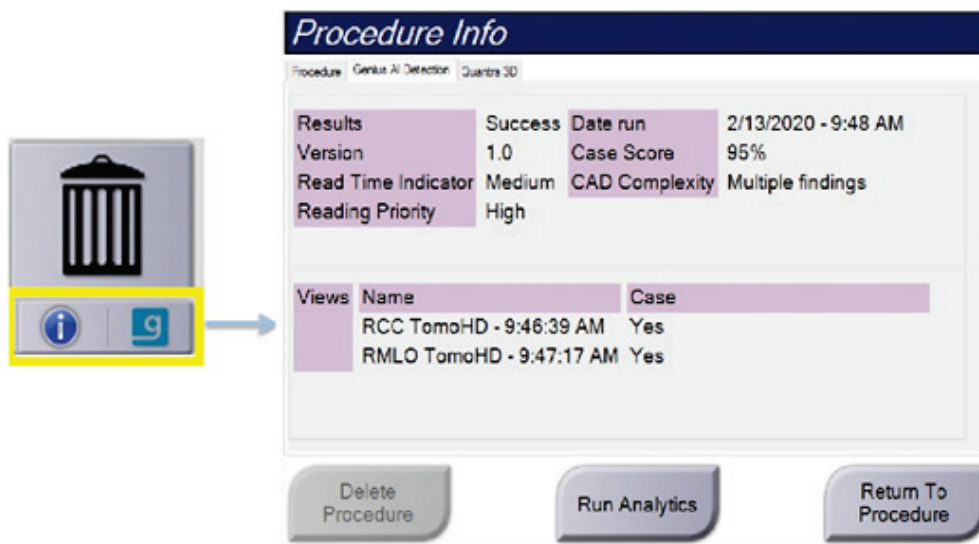 Procedure Info
Procedure Genius AI Detection Quantra 3D
Results Success Date run 2/13/2020 - 9:48 AM
Version 1.0 Case Score 95%
Read Time Indicator Medium CAD Complexity Multiple findings
Reading Priority High
Views Name Case
RCC TomoHD - 9:46:39 AM Yes
RMLO TomoHD - 9:47:17 AM Yes
i g
Delete
Procedure
Run Analytics
Return To
Procedure